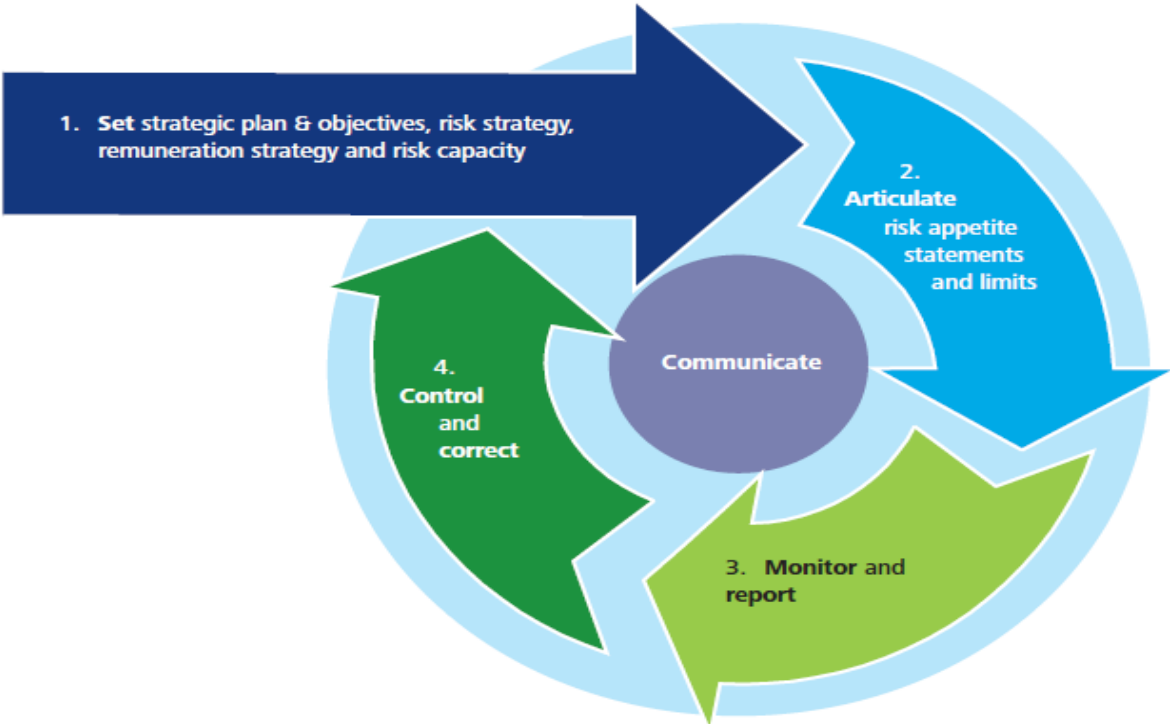 1. Set strategic plan & objectives, risk strategy,
remuneration strategy and risk capacity
2.
Articulate
risk appetite
statements
and limits
Communicate
4.
Control
and
correct
3. Monitor and
report